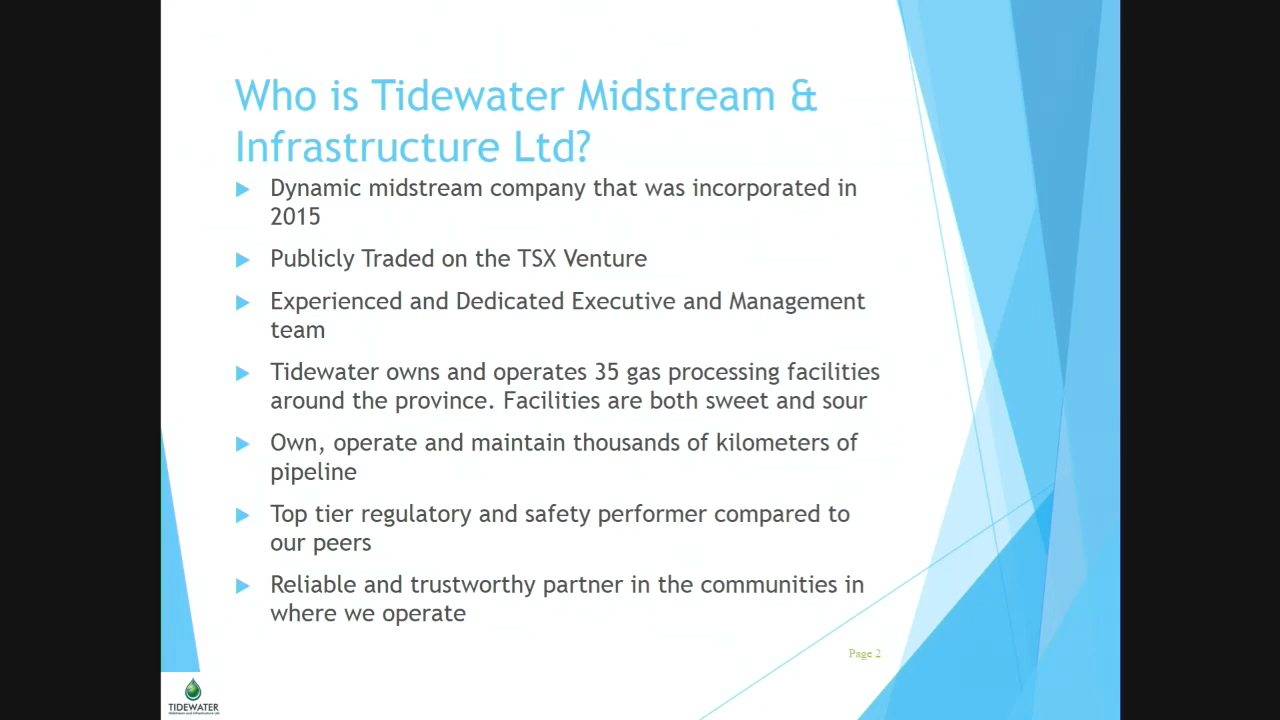 Who is Tidewater Midstream &
Infrastructure Ltd?
Dynamic midstream company that was incorporated in
2015
Publicly Traded on the TSX Venture
Experienced and Dedicated Executive and Management
team
Tidewater owns and operates 35 gas processing facilities
around the province. Facilities are both sweet and sour
Own, operate and maintain thousands of kilometers of
pipeline
Top tier regulatory and safety performer compared to
our peers
Reliable and trustworthy partner in the communities in
where we operate
Page 2
TIDEWATER
Midstream and Infrastructure Ltd.